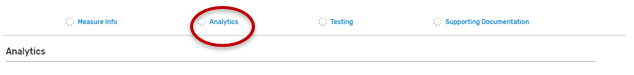 Measure Info Analytics Testing Supporting Documentation
Analytics